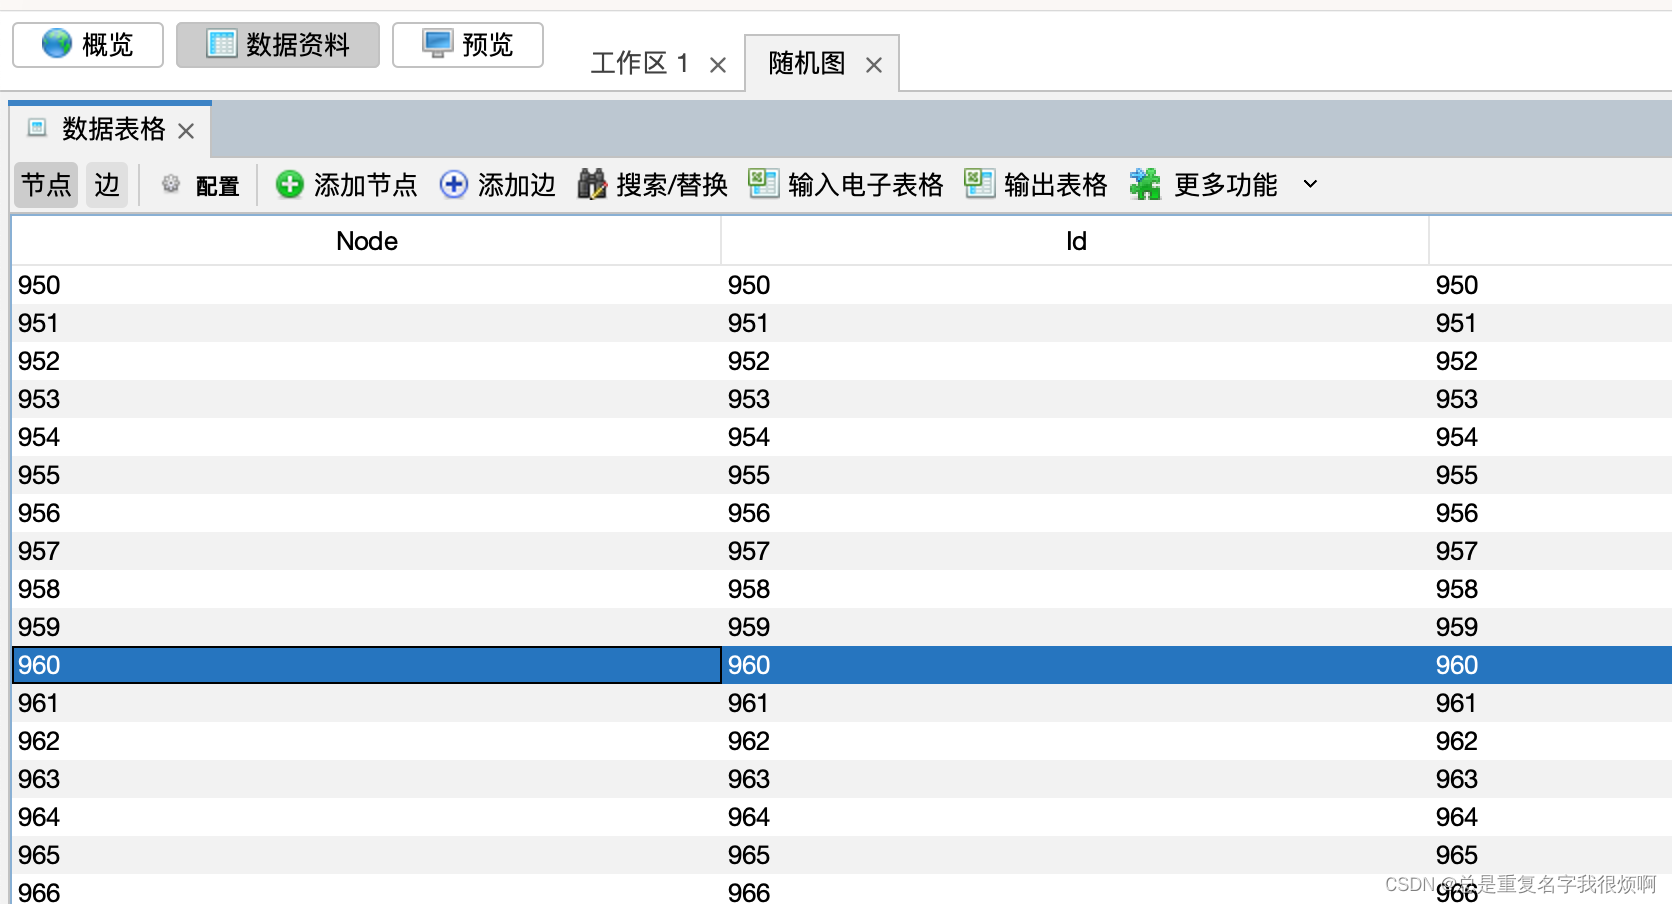 概览 数据资料 预览 工作区 1 × 随机图 ×
数据表格 ×
节点 边 配置 添加节点 添加边 搜索/替换 输入电子表格 输出表格 更多功能
Node Id
950 950 950
951 951 951
952 952 952
953 953 953
954 954 954
955 955 955
956 956 956
957 957 957
958 958 958
959 959 959
960 960 960
961 961 961
962 962 962
963 963 963
964 964 964
965 965 965
966 966 966
CSDN @总是重复名字我很烦啊